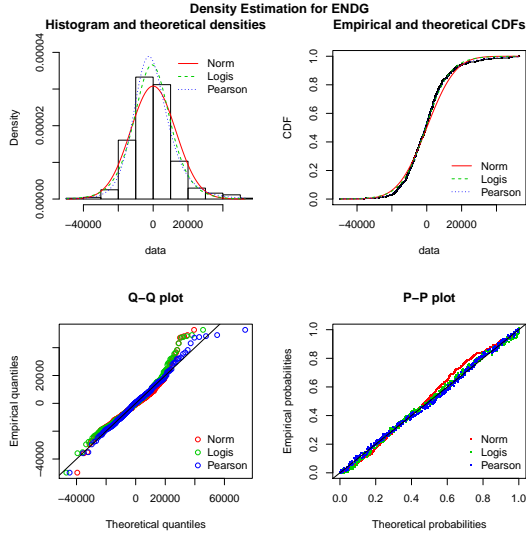 Density Estimation for ENDG
Histogram and theoretical densities
Density
0.00000
0.00002
0.00004
Norm
Logis
Pearson
−40000
0
20000
data
Empirical and theoretical CDFs
CDF
0.0
0.2
0.4
0.6
0.8
1.0
Norm
Logis
Pearson
−40000
0
20000
data
Q−Q plot
Empirical quantiles
−40000
0
20000
Norm
Logis
Pearson
−40000
−20000
0
20000
60000
Theoretical quantiles
P−P plot
Empirical probabilities
0.0
0.2
0.4
0.6
0.8
1.0
Norm
Logis
Pearson
0.0
0.2
0.4
0.6
0.8
1.0
Theoretical probabilities